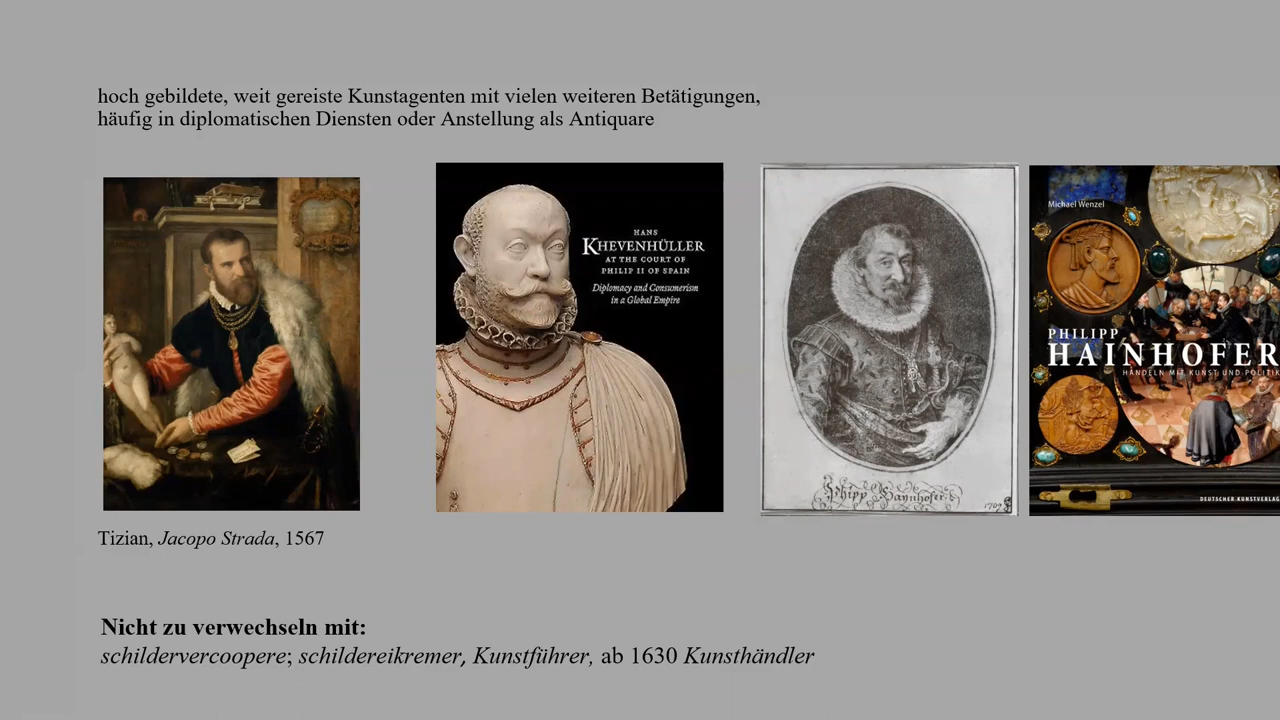 hoch gebildete, weit gereiste Kunstagenten mit vielen weiteren Betätigungen,
häufig in diplomatischen Diensten oder Anstellung als Antiquare
HANS
KHEVENHÜLLER
AT THE COURT OF
PHILIP II OF SPAIN
Diplomacy and Consumerism
in a Global Empire
Michael Wenzel
PHILIPP
HAINHOFER
HANDELN MIT KUNST UND POLITIK
DEUTSCHER KUNSTVERLAG
Tizian, Jacopo Strada, 1567
Nicht zu verwechseln mit:
schildervercoopere; schildereikremer, Kunstführer, ab 1630 Kunsthändler